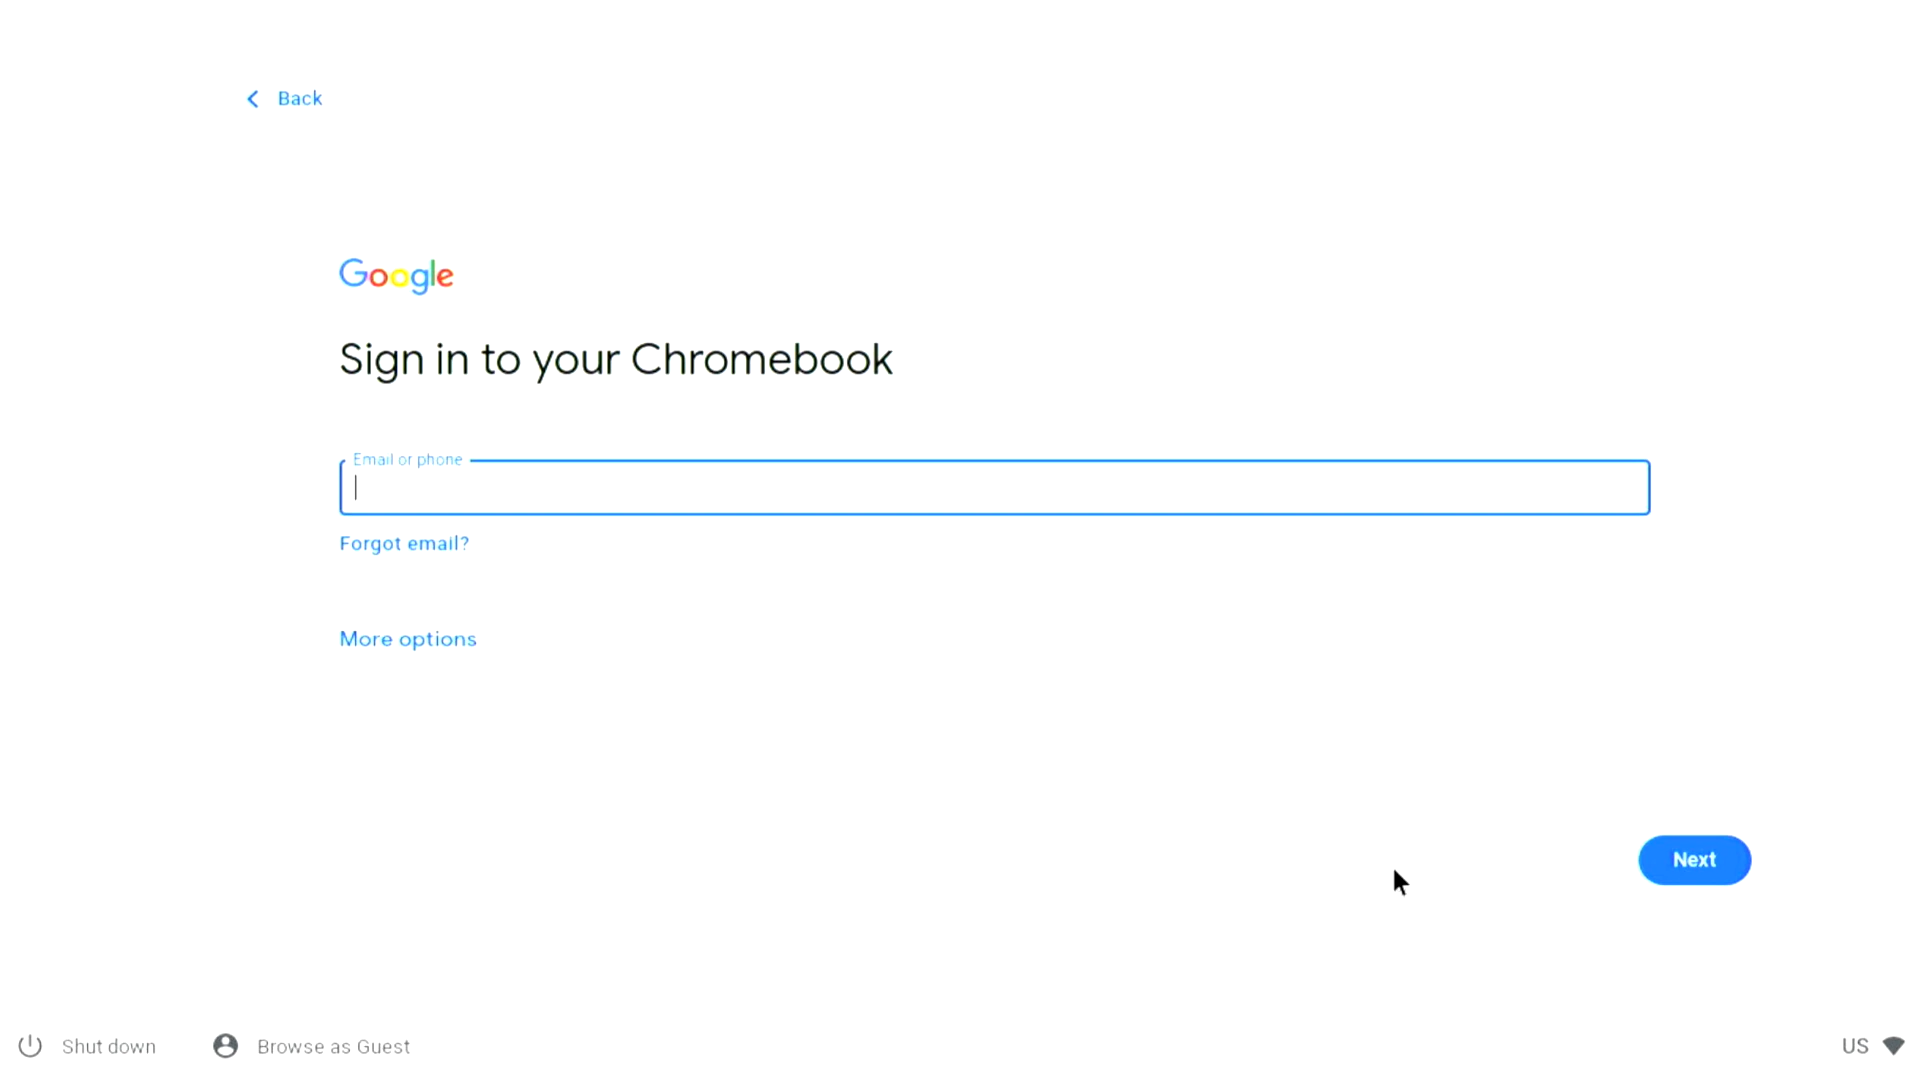 Back
Google
Sign in to your Chromebook
Email or phone
Forgot email?
More options
Next
Shut down
Browse as Guest
US